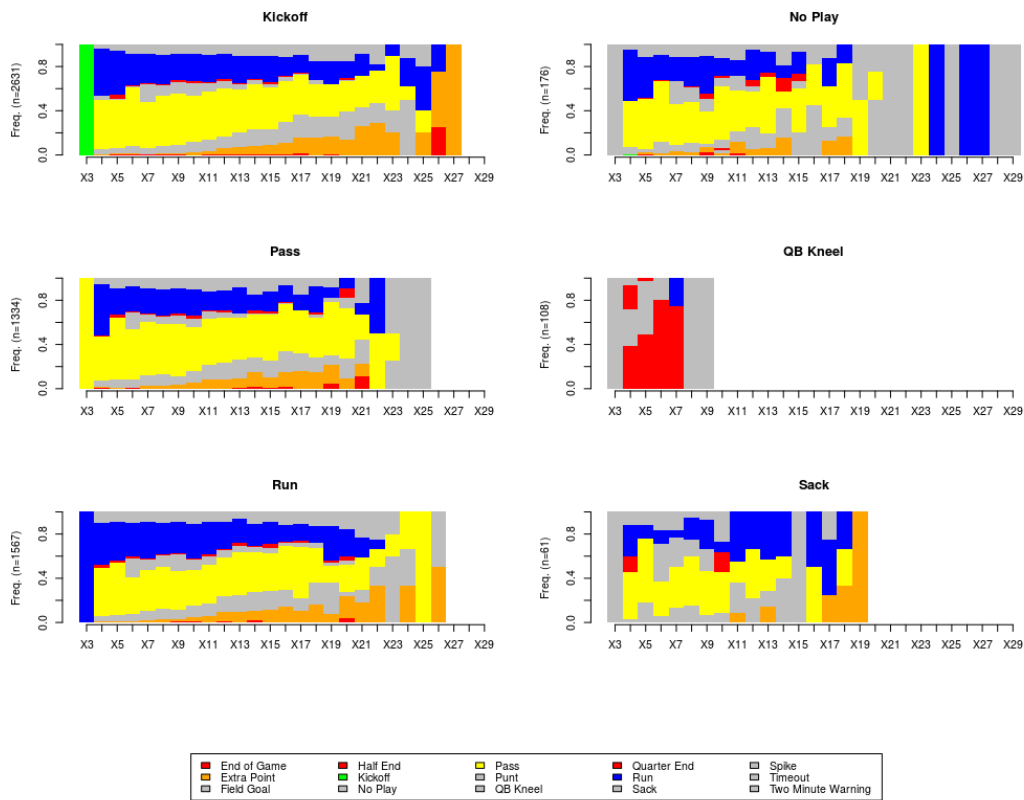 Kickoff
No Play
Freq. (n=2631)
0.0 0.4 0.8
X3 X5 X7 X9 X11 X13 X15 X17 X19 X21 X23 X25 X27 X29
Freq. (n=176)
0.0 0.4 0.8
X3 X5 X7 X9 X11 X13 X15 X17 X19 X21 X23 X25 X27 X29
Pass
QB Kneel
Freq. (n=1334)
0.0 0.4 0.8
X3 X5 X7 X9 X11 X13 X15 X17 X19 X21 X23 X25 X27 X29
Freq. (n=108)
0.0 0.4 0.8
X3 X5 X7 X9 X11 X13 X15 X17 X19 X21 X23 X25 X27 X29
Run
Sack
Freq. (n=1567)
0.0 0.4 0.8
X3 X5 X7 X9 X11 X13 X15 X17 X19 X21 X23 X25 X27 X29
Freq. (n=61)
0.0 0.4 0.8
X3 X5 X7 X9 X11 X13 X15 X17 X19 X21 X23 X25 X27 X29
End of Game Half End Pass Quarter End Spike
Extra Point Kickoff Punt Run Timeout
Field Goal No Play QB Kneel Sack Two Minute Warning